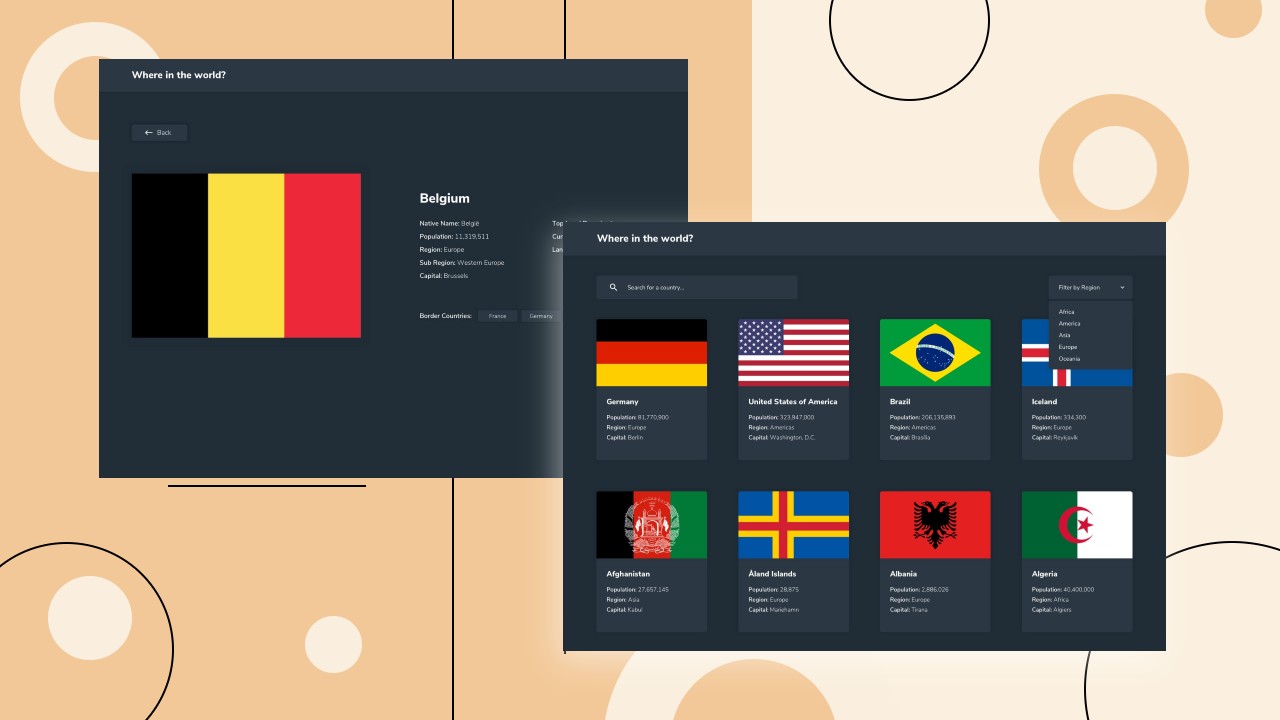 Where in the world?
Back
Belgium
Native Name: België
Population: 11,319,511
Region: Europe
Sub Region: Western Europe
Capital: Brussels
Border Countries: France Germany
Where in the world?
Search for a country...
Filter by Region
Africa
America
Asia
Europe
Oceania
Germany
Population: 81,770,900
Region: Europe
Capital: Berlin
United States of America
Population: 323,947,000
Region: Americas
Capital: Washington, D.C.
Brazil
Population: 206,135,893
Region: Americas
Capital: Brasília
Iceland
Population: 334,300
Region: Europe
Capital: Reykjavík
Afghanistan
Population: 27,657,145
Region: Asia
Capital: Kabul
Åland Islands
Population: 28,875
Region: Europe
Capital: Mariehamn
Albania
Population: 2,886,026
Region: Europe
Capital: Tirana
Algeria
Population: 40,400,000
Region: Africa
Capital: Algiers